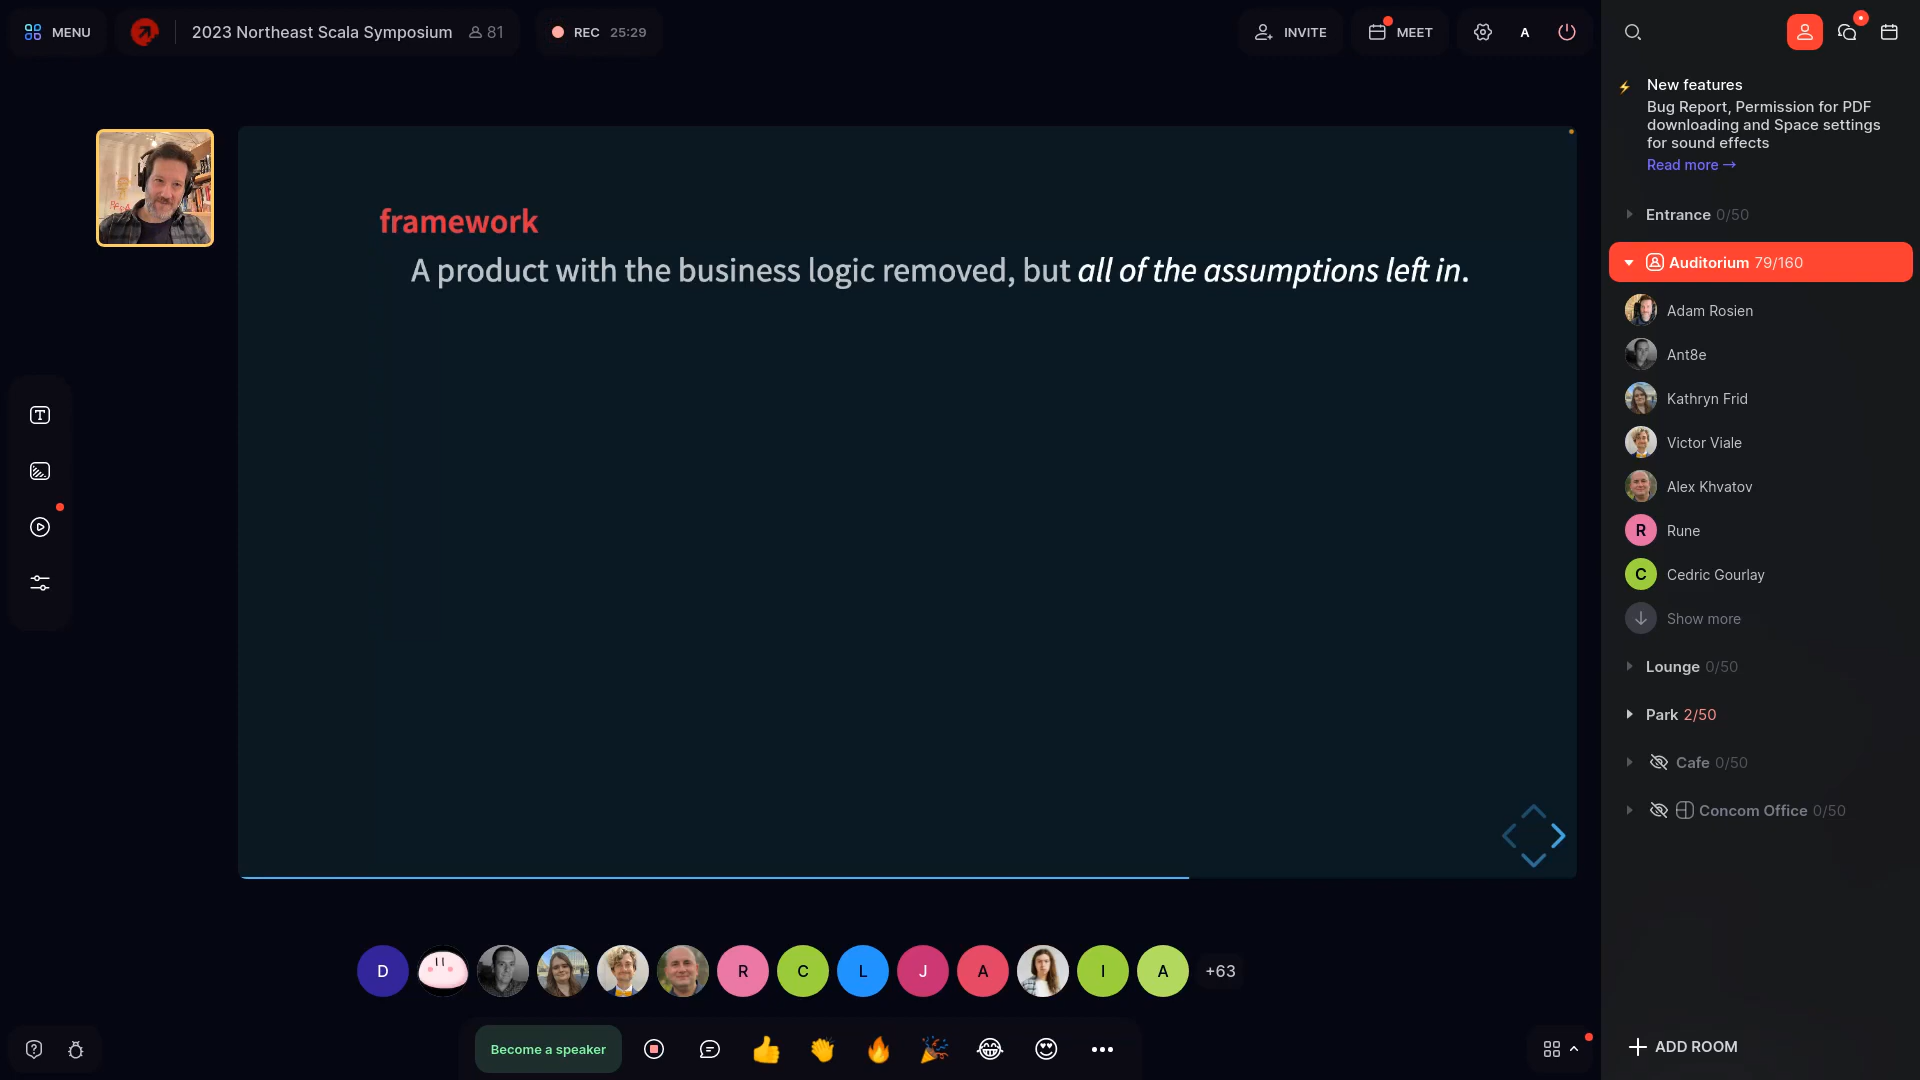 MENU
2023 Northeast Scala Symposium
81
REC 25:29
INVITE
MEET
A
New features
Bug Report, Permission for PDF
downloading and Space settings
for sound effects
Read more →
Entrance 0/50
Auditorium 79/160
Adam Rosien
Ant8e
Kathryn Frid
Victor Viale
Alex Khvatov
R
Rune
C
Cedric Gourlay
Show more
Lounge 0/50
Park 2/50
Cafe 0/50
Concom Office 0/50
ADD ROOM
framework
A product with the business logic removed, but all of the assumptions left in.
T
D
R
C
L
J
A
I
A
+63
Become a speaker